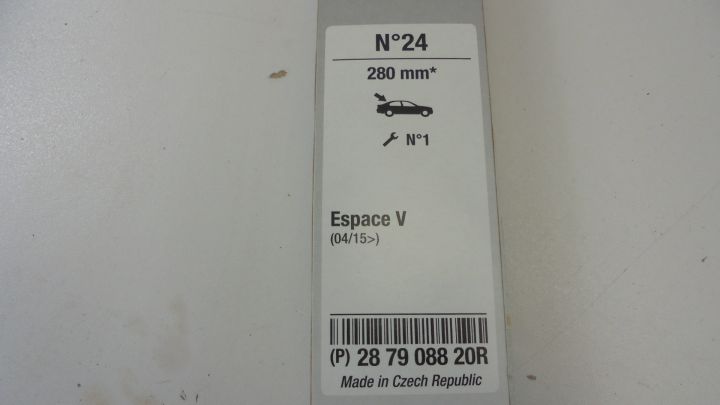 N°24
280 mm*
N°1
Espace V
(04/15>)
(P) 28 79 088 20R
Made in Czech Republic